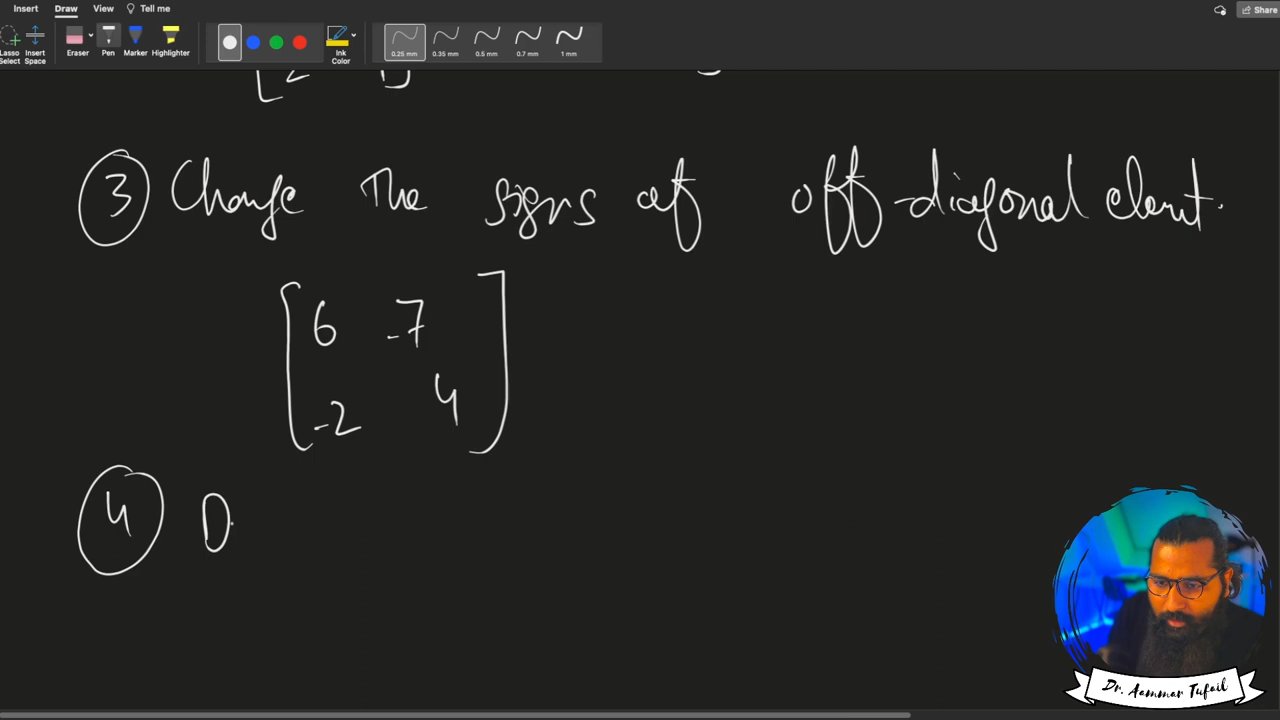 Insert Draw View Tell me Share
Lasso Select Insert Space Eraser Pen Marker Highlighter Ink Color 0.25 mm 0.35 mm 0.5 mm 0.7 mm 1 mm
3 Change the signs of off-diagonal elemt.
6 -7
-2 4
4 D
Dr. Aammar Tufail